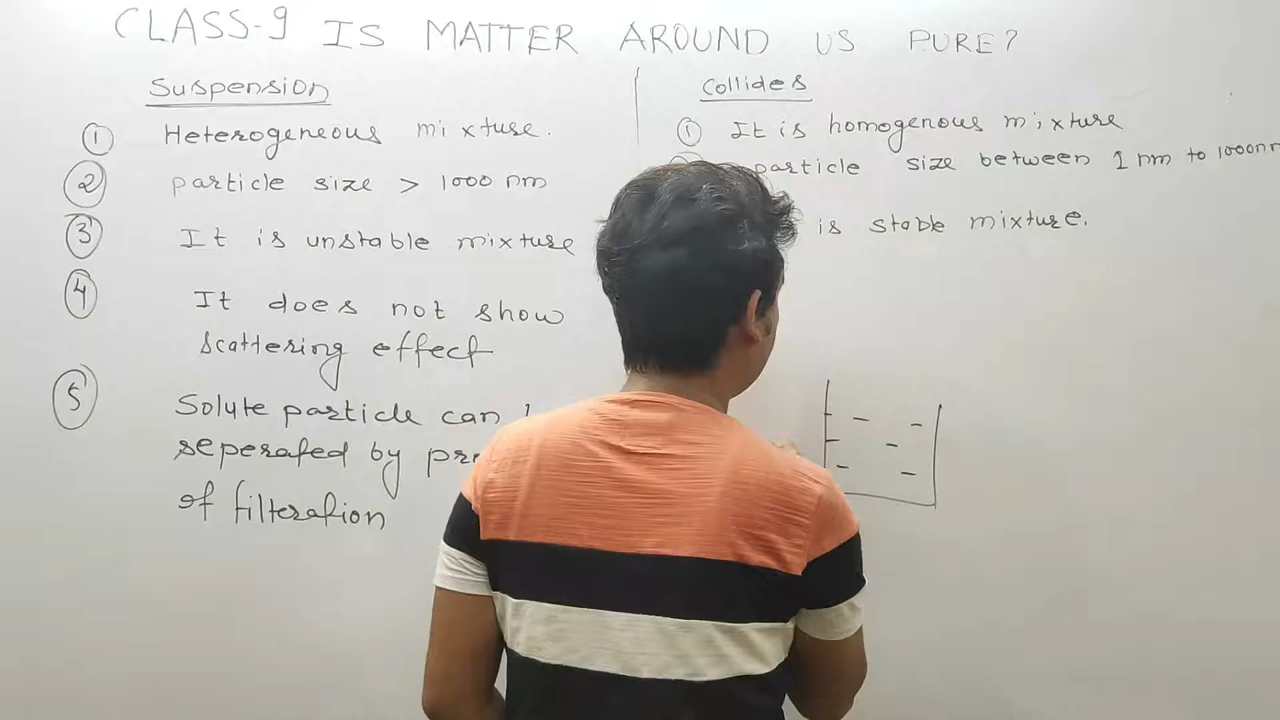 CLASS-9 IS MATTER AROUND US PURE?
Suspension
1 Heterogeneous mixture.
2 particle size > 1000 nm
3 It is unstable mixture
4 It does not show
scattering effect
5 Solute particle can
seperated by pr
of filteration
Collides
1 It is homogenous mixture
particle size between 1 nm to 1000n
is stable mixture.